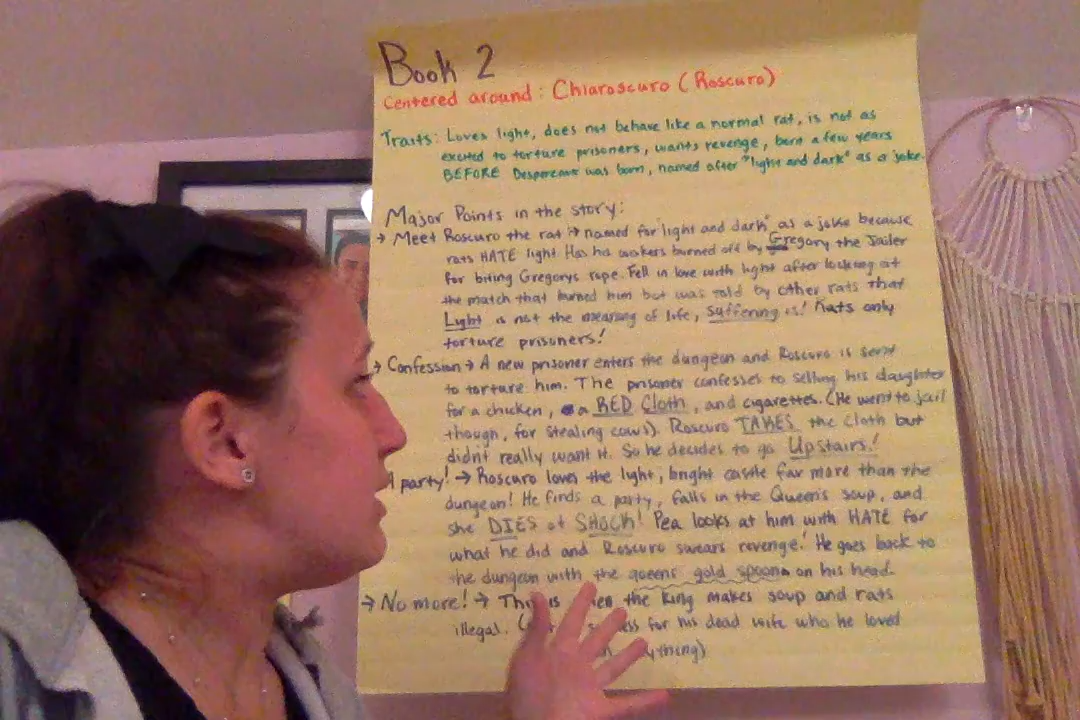 Book 2
Centered around: Chiaroscuro (Roscuro)
Traits: Loves light, does not behave like a normal rat, is not as
excited to torture prisoners, wants revenge, born a few years
BEFORE Despereaux was born, named after "light and dark" as a joke.
Major Points in the story:
→ Meet Roscuro the rat → named for "light and dark" as a joke because
rats HATE light. Has his wiskers burned off by Gregory the Jailer
for biting Gregorys rope. Fell in love with light after looking at
the match that burned him but was told by other rats that
Light is not the meaning of life, suffering is! Rats only
torture prisoners!
→ Confession → A new prisoner enters the dungeon and Roscuro is sent
to torture him. The prisoner confesses to selling his daughter
for a chicken, a RED Cloth, and cigarettes. (He went to jail
though, for stealing cows). Roscuro TAKES the cloth but
didnt really want it. So he decides to go Upstairs!
A party! → Roscuro loves the light, bright castle far more than the
dungeon! He finds a party, falls in the Queen's soup, and
she DIES of SHOCK! Pea looks at him with HATE for
what he did and Roscuro swears revenge! He goes back to
the dungeon with the queens gold spoon on his head.
→ No more! → This is the King makes soup and rats
illegal. ( for his dead wife who he loved